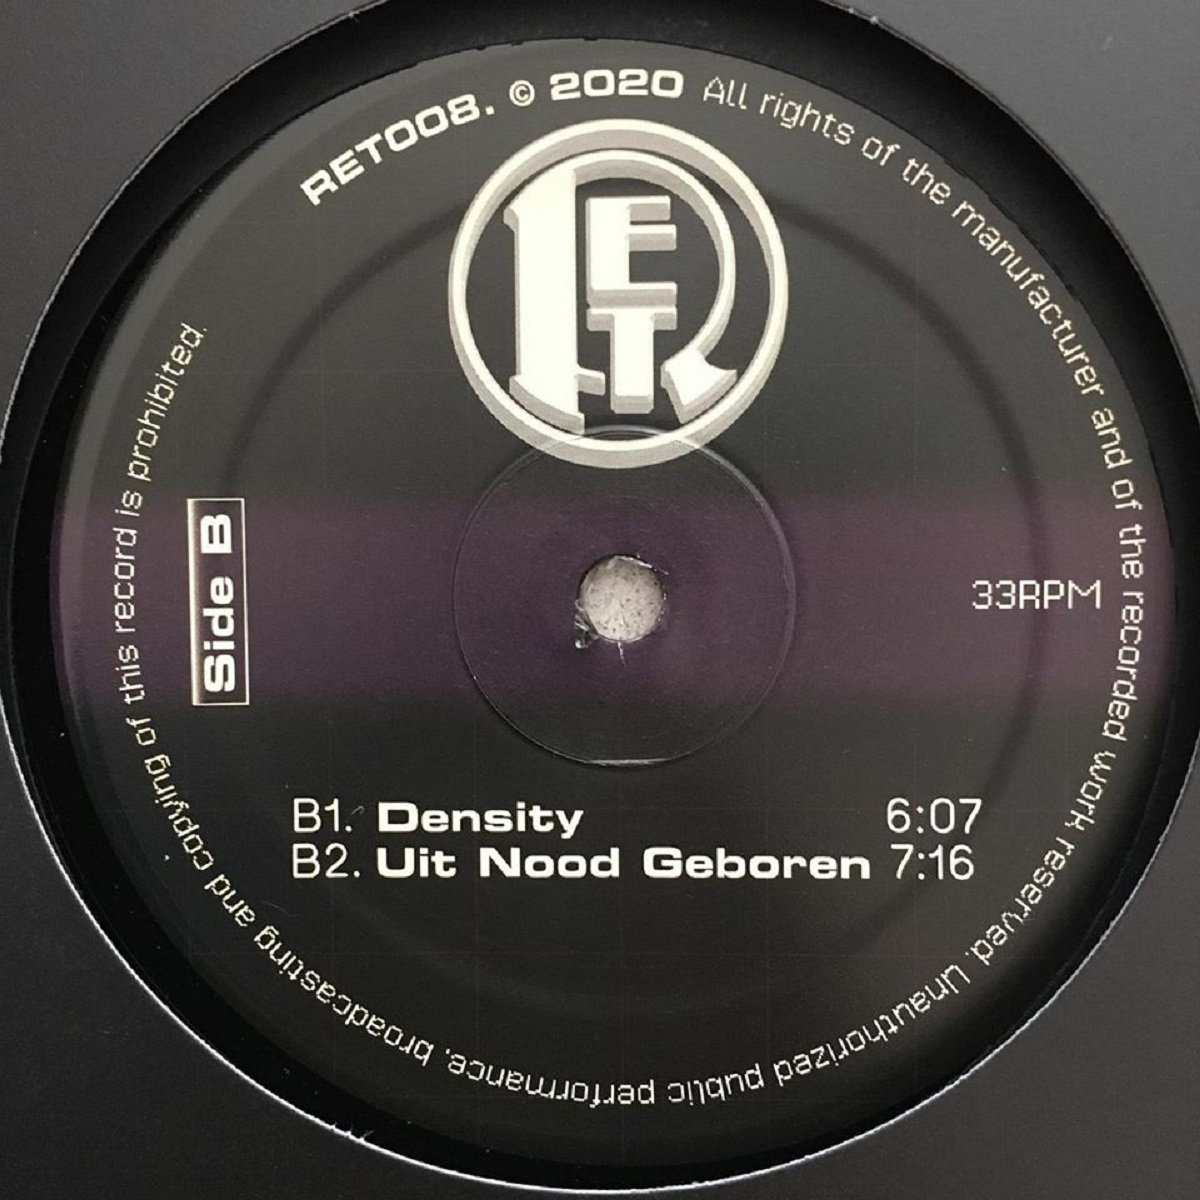 RET008. © 2020 All rights of the manufacturer and of the recorded work reserved. Unauthorized public performance, broadcasting and copying of this record is prohibited.
RET
Side B
33RPM
B1. Density 6:07
B2. Uit Nood Geboren 7:16